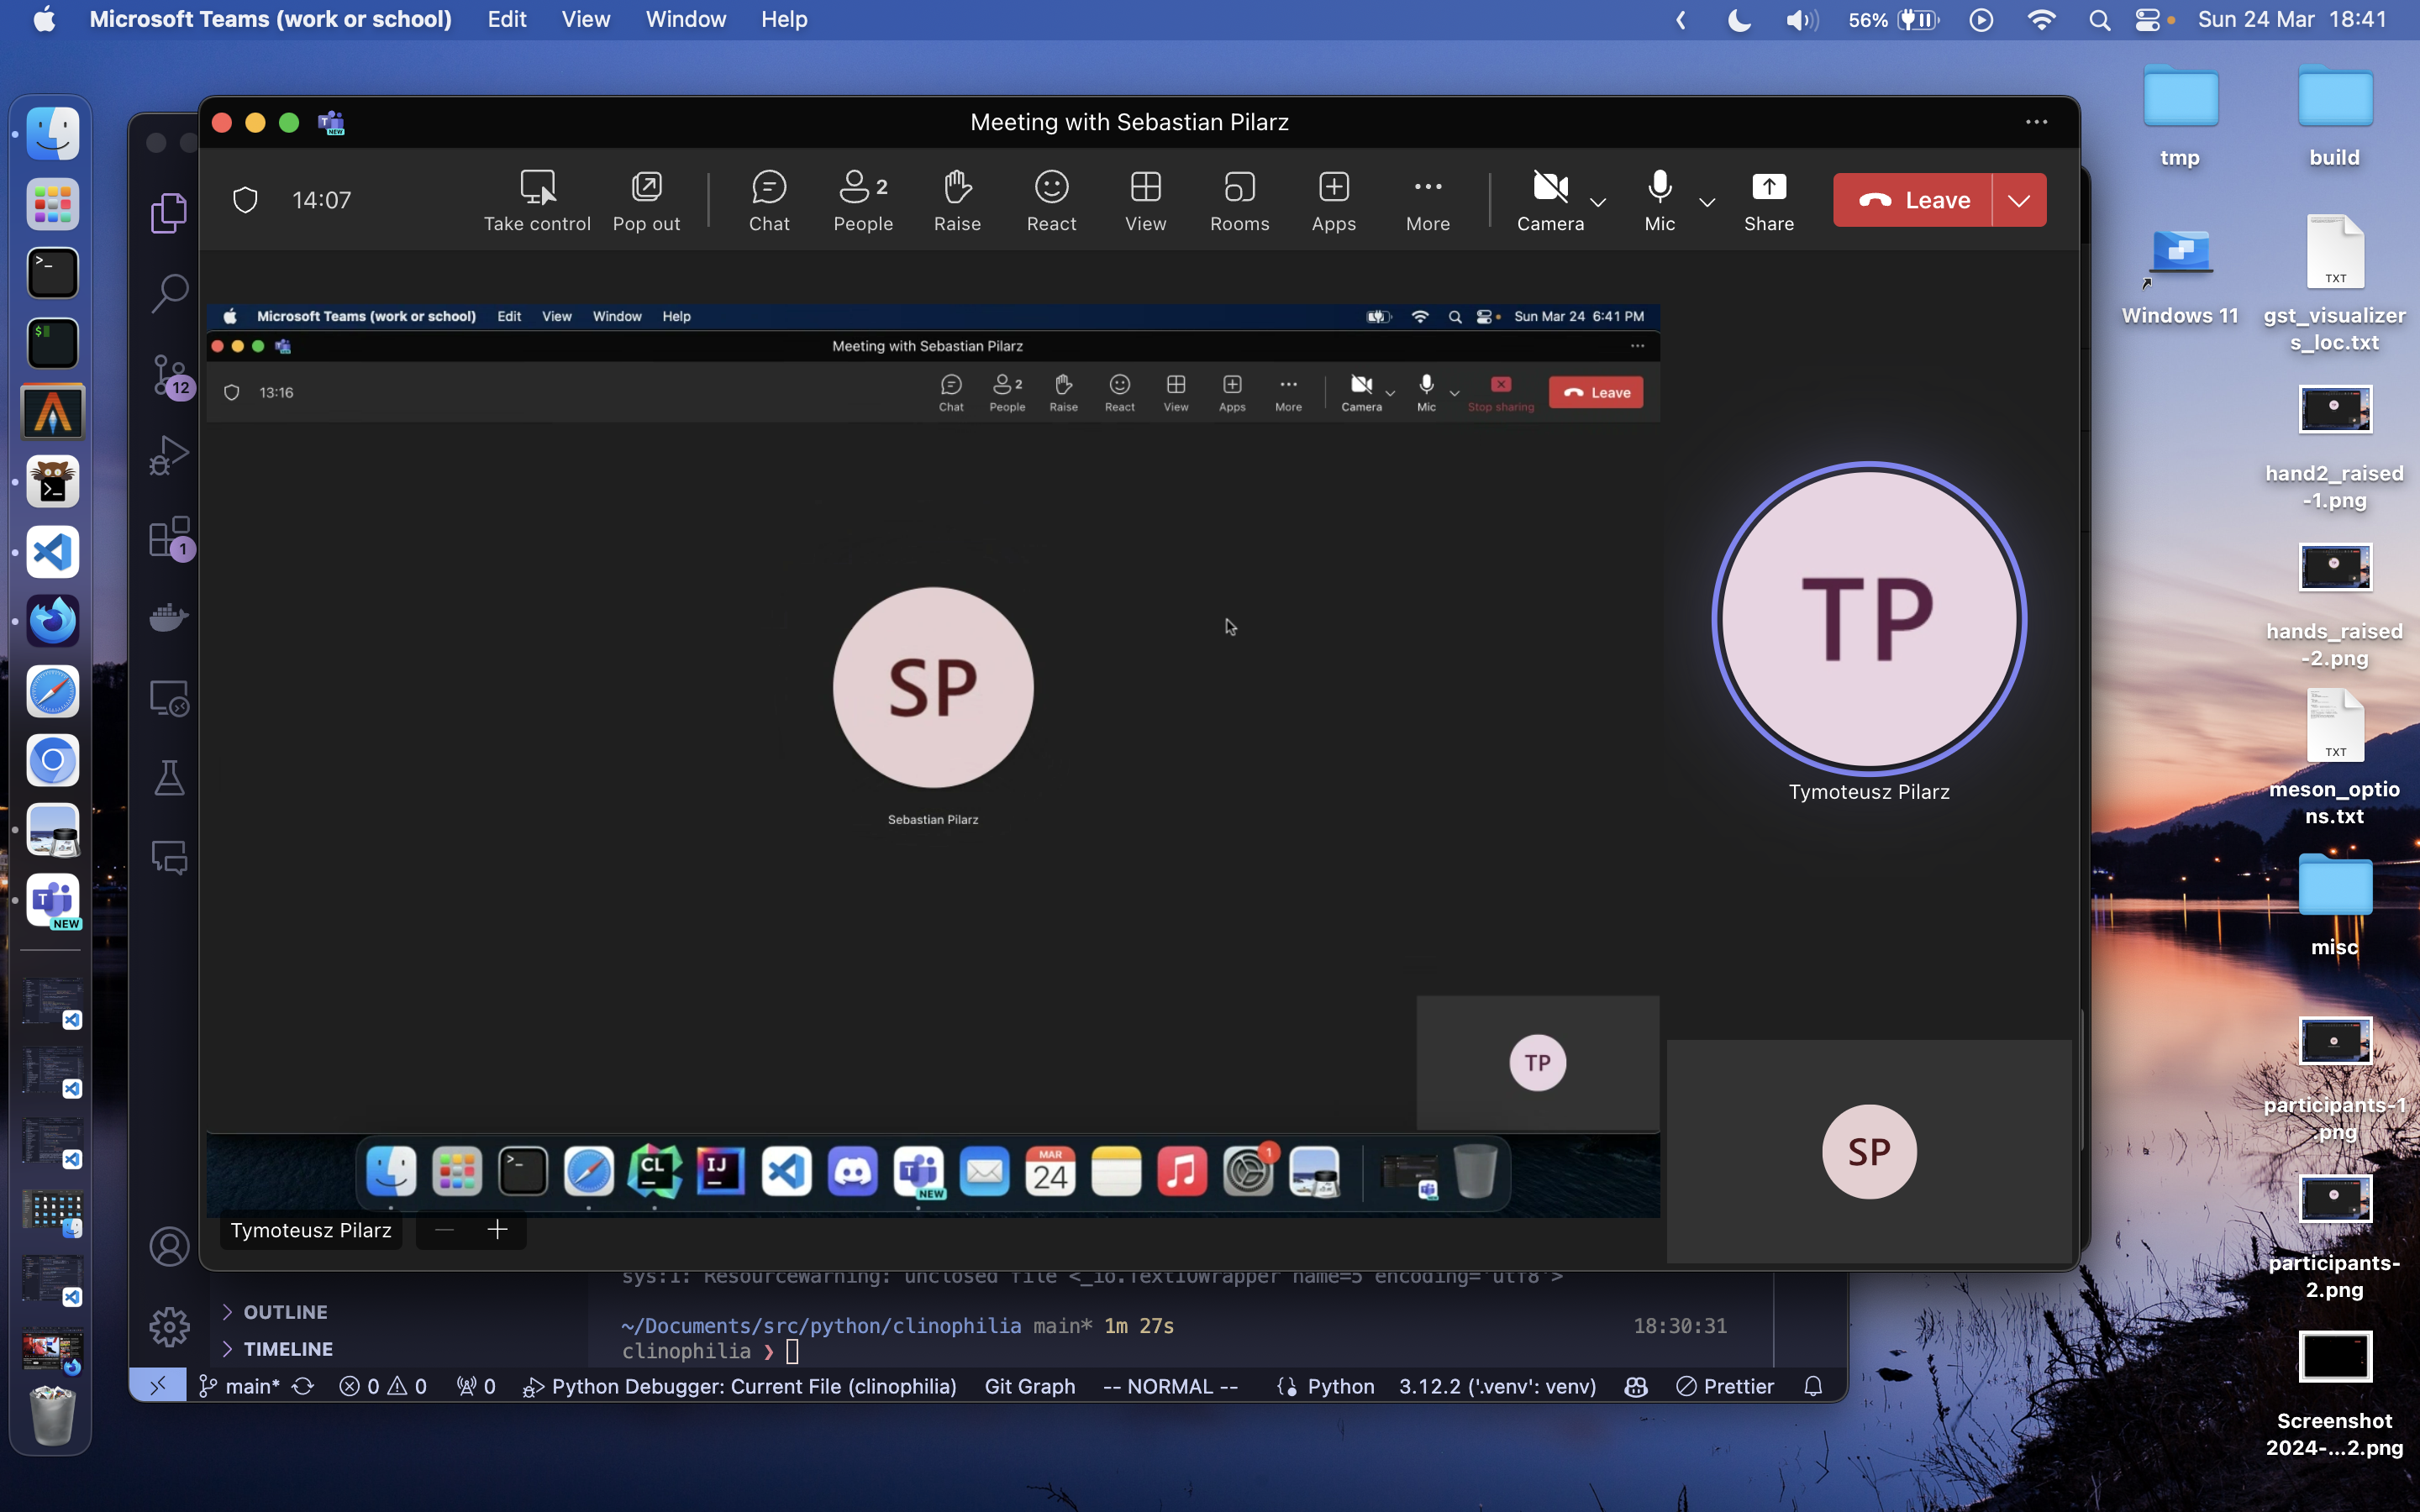 Microsoft Teams (work or school) Edit View Window Help 56% Sun 24 Mar 18:41
Meeting with Sebastian Pilarz
14:07
Take control Pop out Chat People 2 Raise React View Rooms Apps More Camera Mic Share Leave
Microsoft Teams (work or school) Edit View Window Help Sun Mar 24 6:41 PM
Meeting with Sebastian Pilarz
13:16
Chat People 2 Raise React View Apps More Camera Mic Stop sharing Leave
SP
Sebastian Pilarz
TP
Tymoteusz Pilarz
TP
SP
CL
IJ
NEW
MAR
24
1
Tymoteusz Pilarz
12
1
NEW
sys:1: ResourceWarning: unclosed file <_io.TextIOWrapper name=5 encoding='utf8'>
OUTLINE
TIMELINE
~/Documents/src/python/clinophilia main* 1m 27s 18:30:31
clinophilia ❯
main* 0 0 0 Python Debugger: Current File (clinophilia) Git Graph -- NORMAL -- Python 3.12.2 ('.venv': venv) Prettier
tmp
build
Windows 11
TXT
gst_visualizer
s_loc.txt
hand2_raised
-1.png
hands_raised
-2.png
TXT
meson_optio
ns.txt
misc
participants-1
.png
participants-
2.png
Screenshot
2024-...2.png